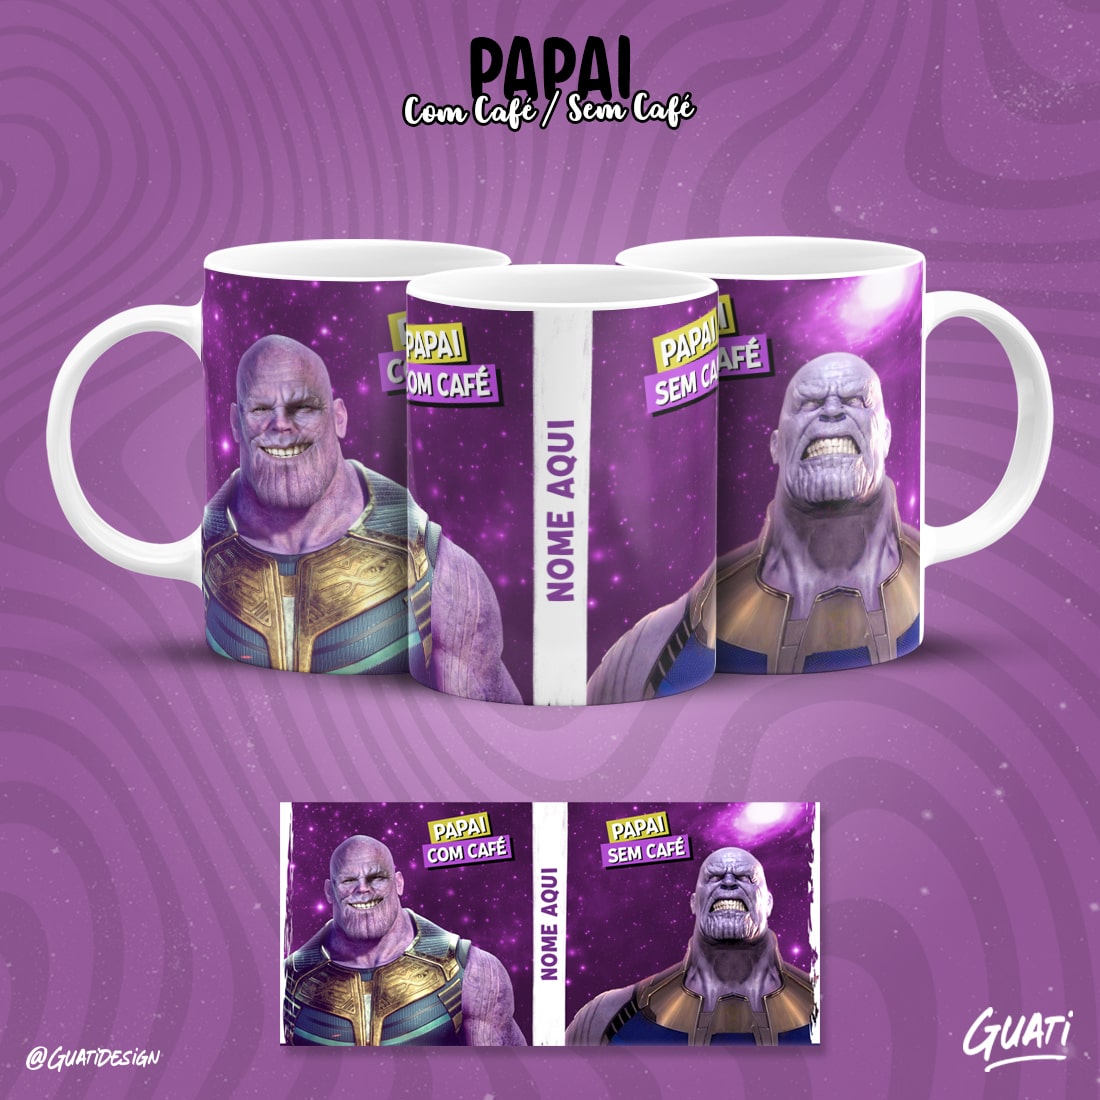 PAPAI
Com Café / Sem Café
PAPAI
COM CAFÉ
NOME AQUI
PAPAI
SEM CAFÉ
PAPAI
COM CAFÉ
NOME AQUI
PAPAI
SEM CAFÉ
@GUATIDESIGN
GUATi